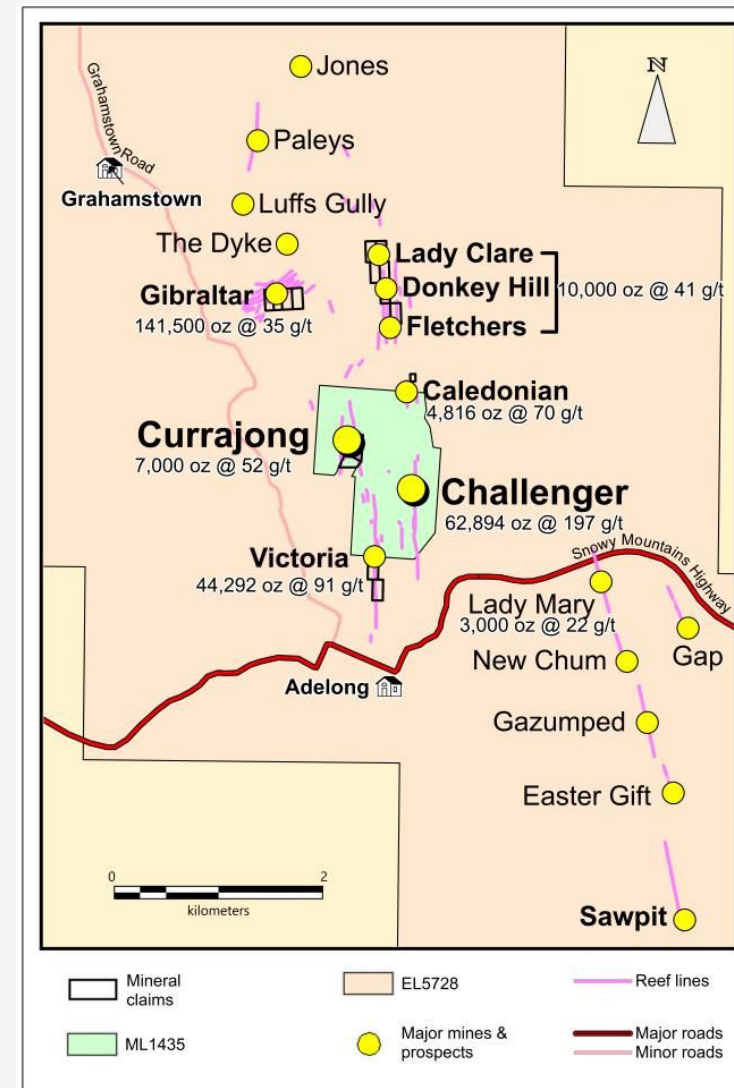 N
Jones
Grahamstown Road
Paleys
Grahamstown
Luffs Gully
The Dyke
Lady Clare
Donkey Hill
10,000 oz @ 41 g/t
Gibraltar
141,500 oz @ 35 g/t
Fletchers
Caledonian
4,816 oz @ 70 g/t
Currajong
7,000 oz @ 52 g/t
Challenger
62,894 oz @ 197 g/t
Victoria
44,292 oz @ 91 g/t
Snowy Mountains Highway
Lady Mary
3,000 oz @ 22 g/t
New Chum
Gap
Adelong
Gazumped
Easter Gift
0 2
kilometers
Sawpit
Mineral
claims
EL5728
Reef lines
ML1435
Major mines &
prospects
Major roads
Minor roads